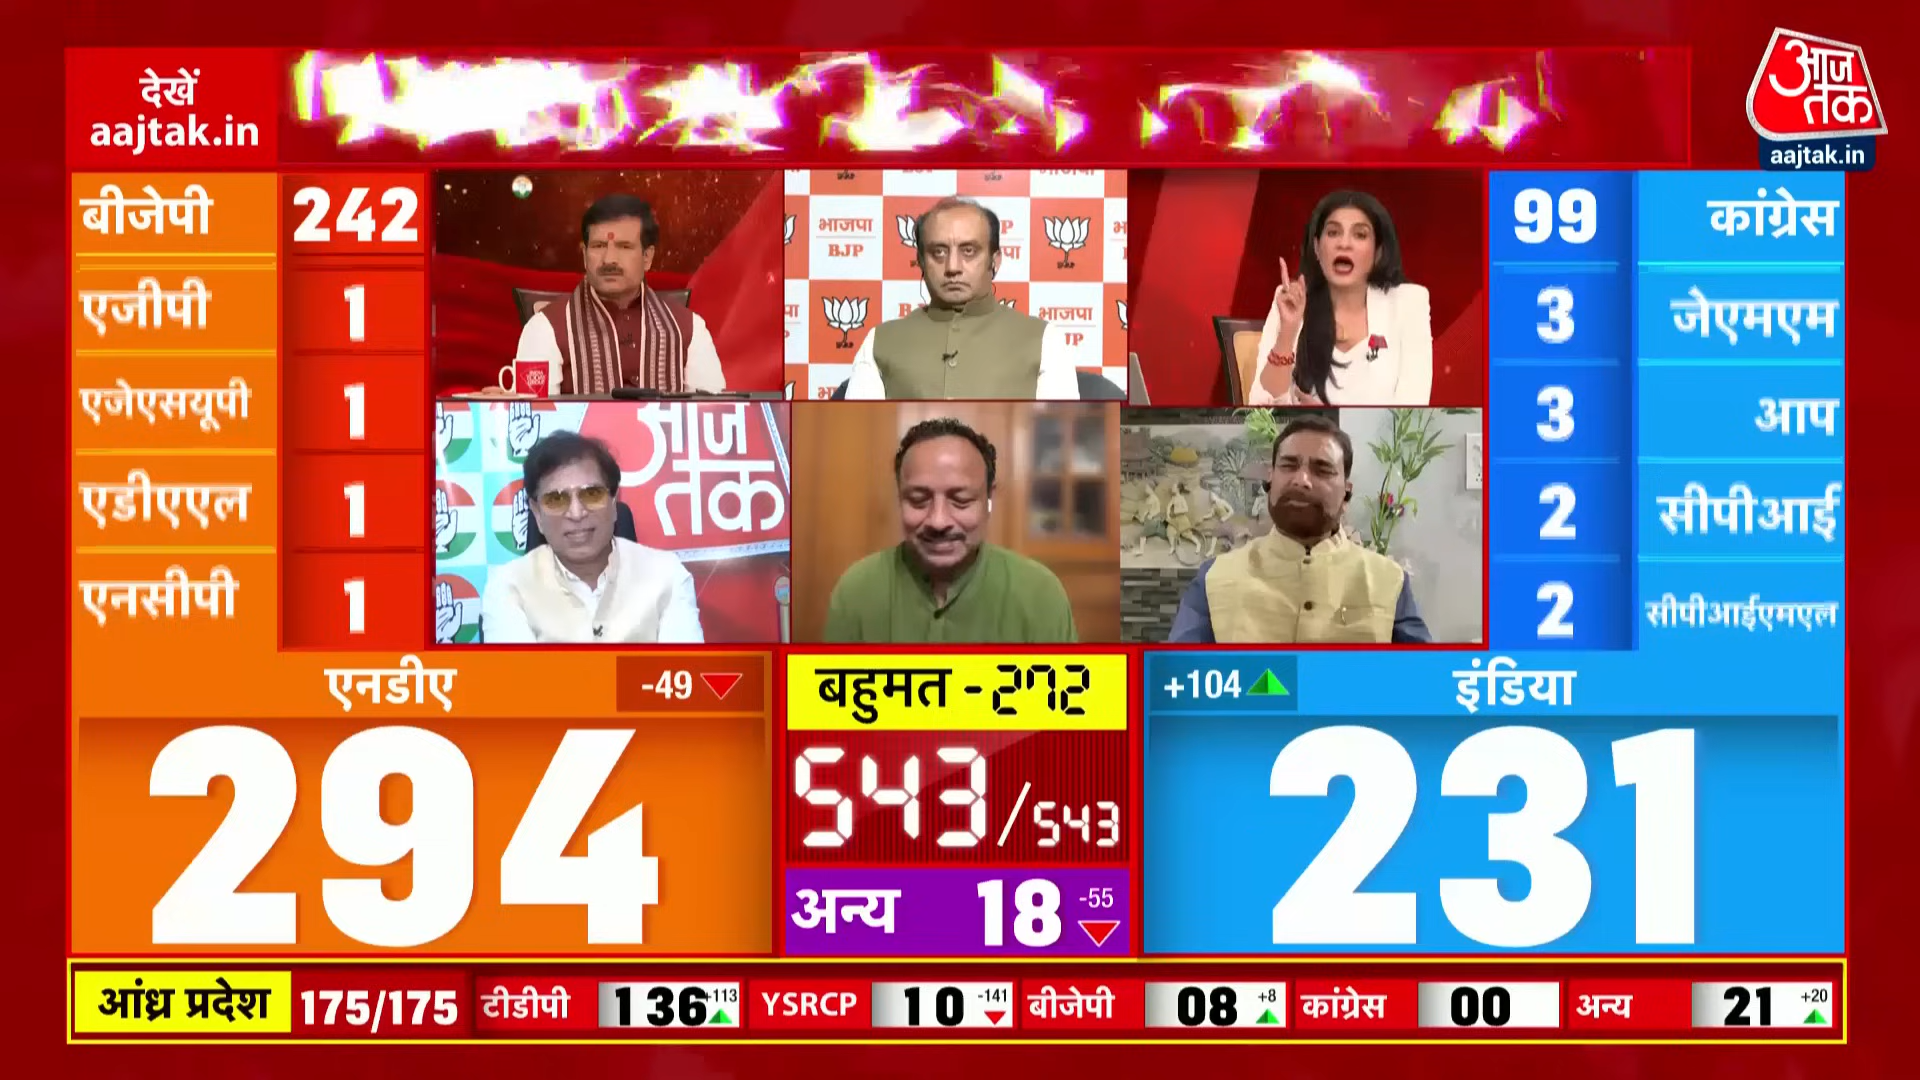 देखें
aajtak.in
आज
तक
aajtak.in
बीजेपी 242
एजीपी 1
एजेएसयूपी 1
एडीएएल 1
एनसीपी 1
भाजपा
BJP
भाजपा
आज
तक
99 कांग्रेस
3 जेएमएम
3 आप
2 सीपीआई
2 सीपीआईएमएल
एनडीए -49
294
बहुमत - 272
543/543
अन्य 18 -55
+104 इंडिया
231
आंध्र प्रदेश 175/175 टीडीपी 136 +113 YSRCP 10 -141 बीजेपी 08 +8 कांग्रेस 00 अन्य 21 +20